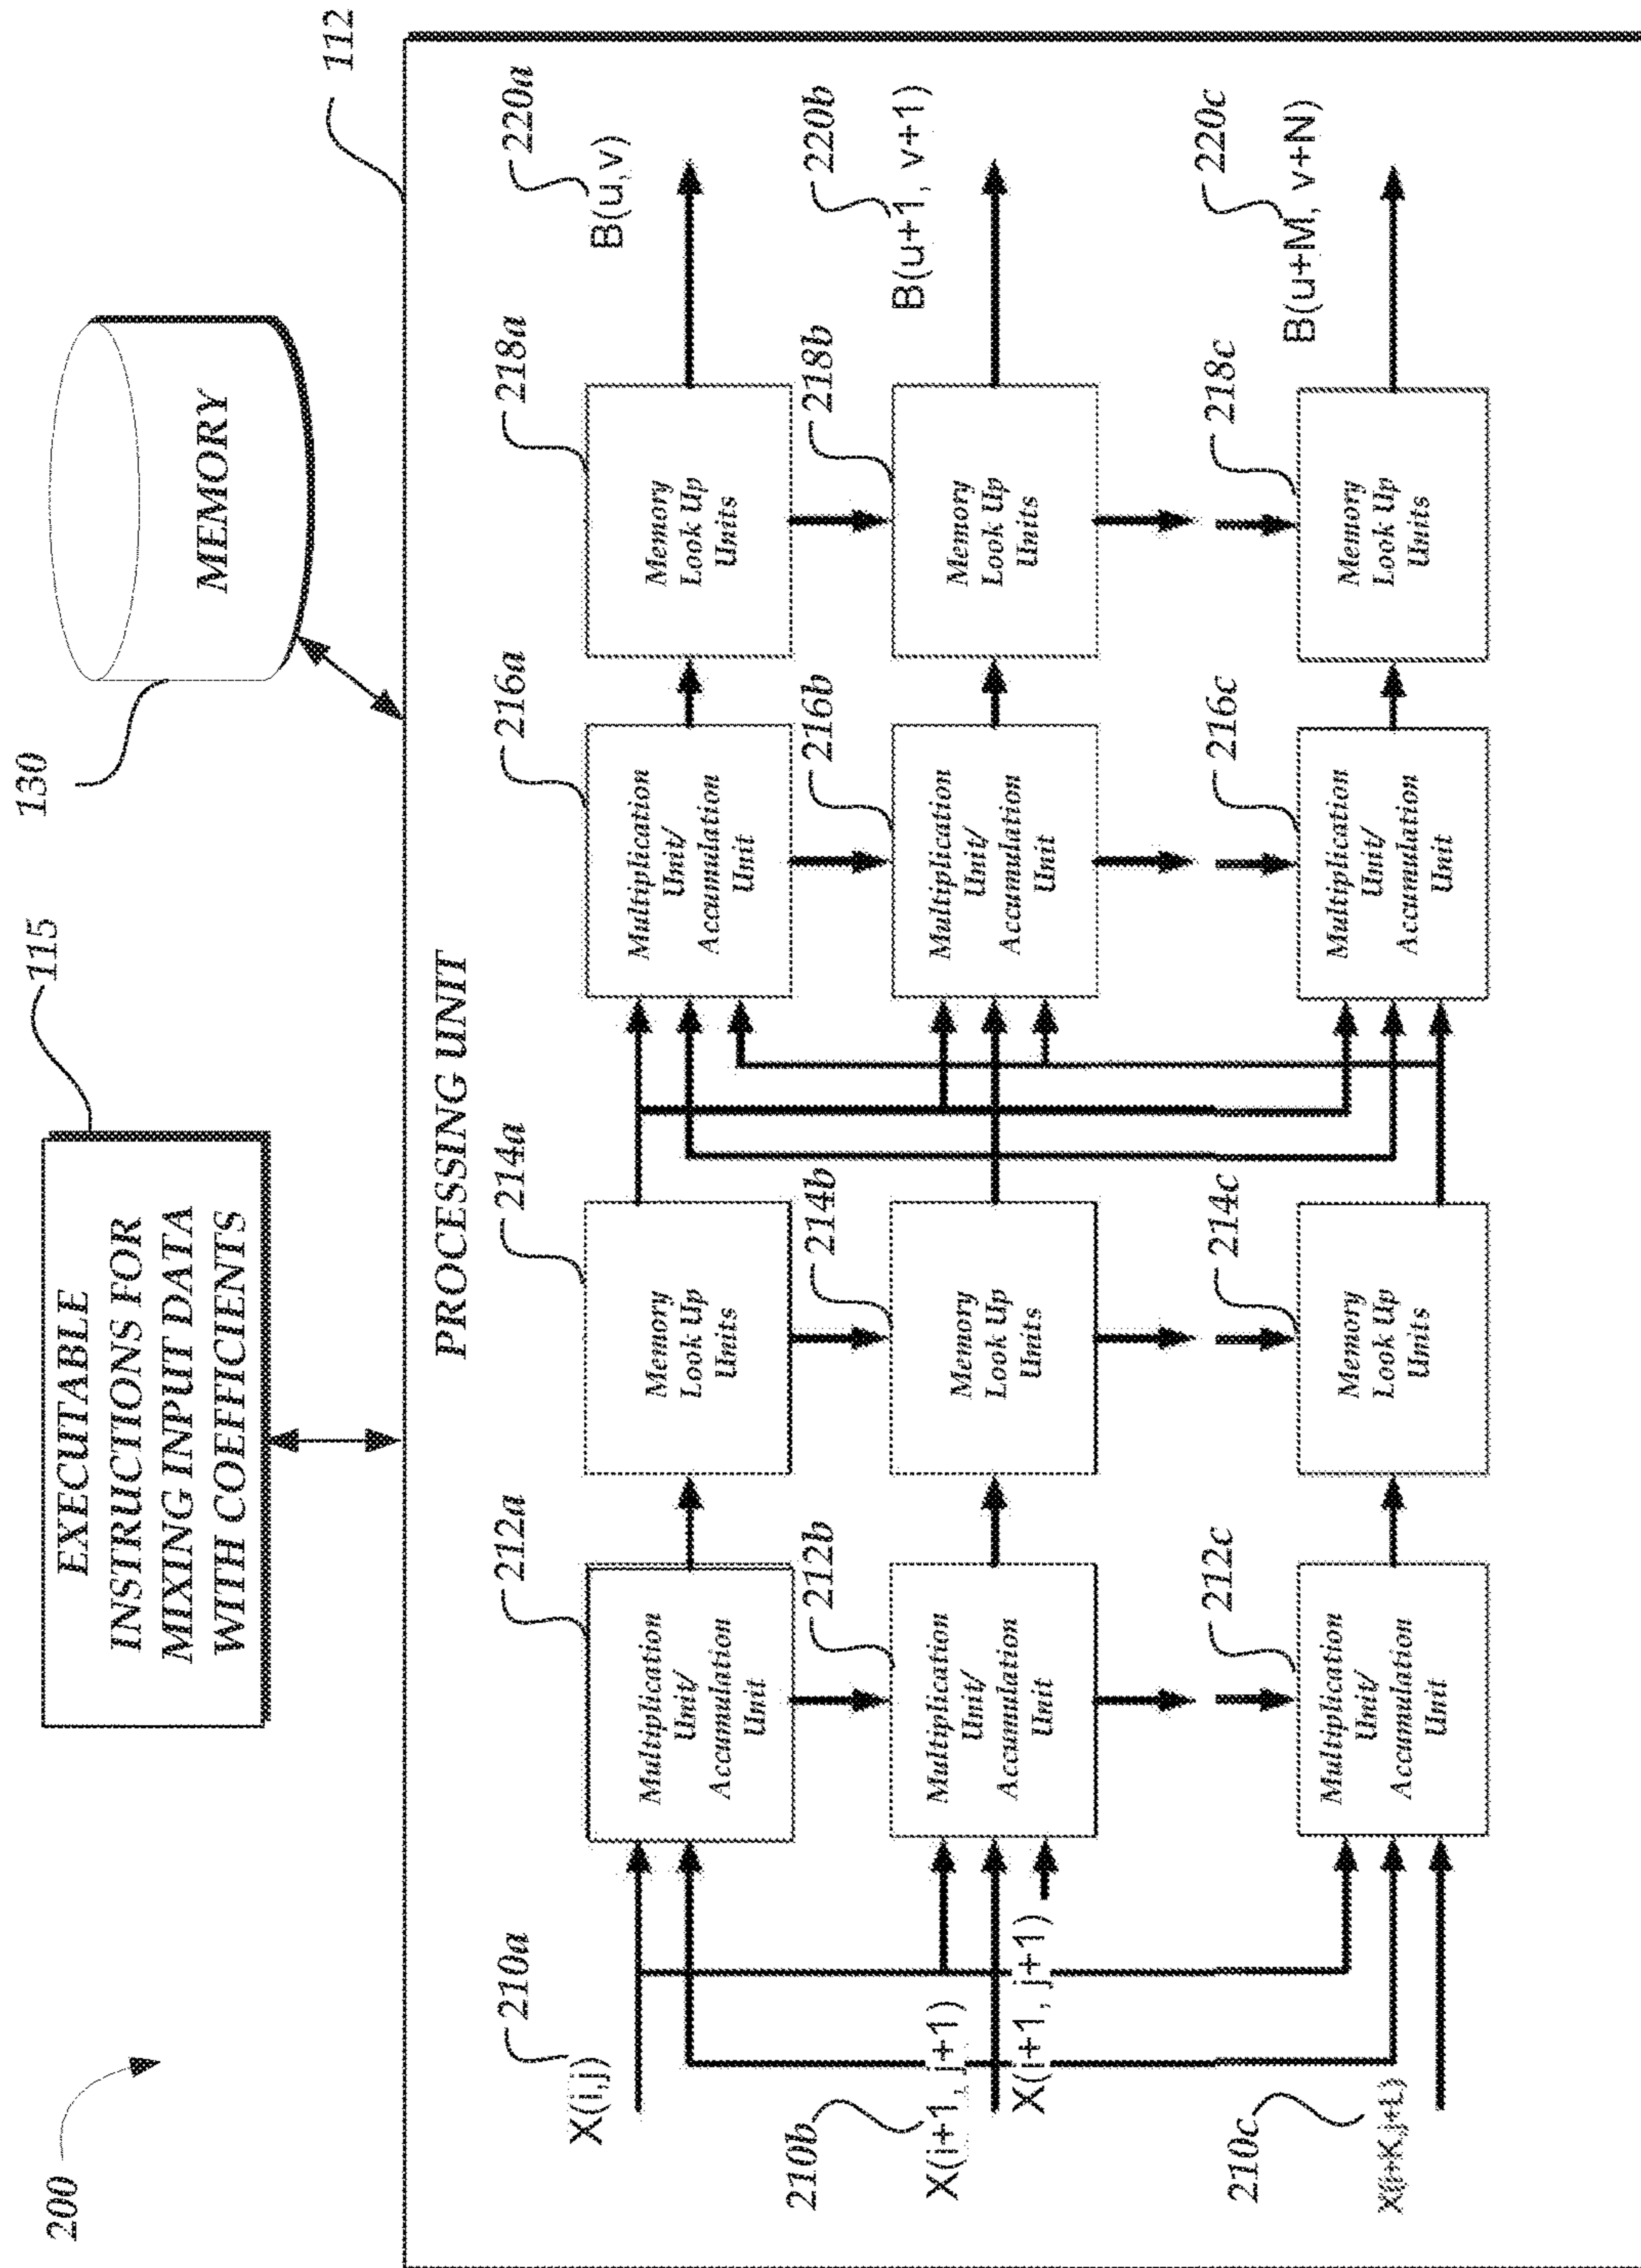 200
EXECUTABLE
INSTRUCTIONS FOR
MIXING INPUT DATA
WITH COEFFICIENTS
115
130
MEMORY
112
PROCESSING UNIT
210a
212a
214a
216a
218a
220a
X(i,j)
Multiplication
Unit/
Accumulation
Unit
Memory
Look Up
Units
Multiplication
Unit/
Accumulation
Unit
Memory
Look Up
Units
B(u,v)
210b
212b
214b
216b
218b
220b
X(i+1, j+1)
X(i+1, j+1)
Multiplication
Unit/
Accumulation
Unit
Memory
Look Up
Units
Multiplication
Unit/
Accumulation
Unit
Memory
Look Up
Units
B(u+1, v+1)
210c
212c
214c
216c
218c
220c
X(i+K,j+L)
Multiplication
Unit/
Accumulation
Unit
Memory
Look Up
Units
Multiplication
Unit/
Accumulation
Unit
Memory
Look Up
Units
B(u+M, v+N)